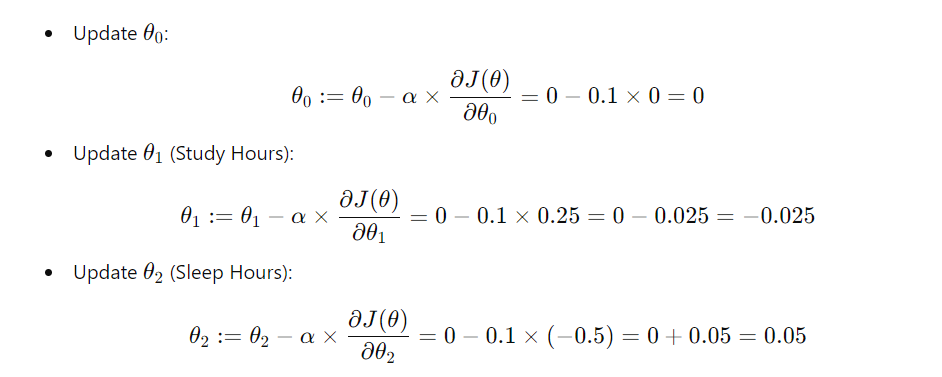 • Update θ₀:
θ₀ := θ₀ − α × ∂J(θ)/∂θ₀ = 0 − 0.1 × 0 = 0
• Update θ₁ (Study Hours):
θ₁ := θ₁ − α × ∂J(θ)/∂θ₁ = 0 − 0.1 × 0.25 = 0 − 0.025 = −0.025
• Update θ₂ (Sleep Hours):
θ₂ := θ₂ − α × ∂J(θ)/∂θ₂ = 0 − 0.1 × (−0.5) = 0 + 0.05 = 0.05